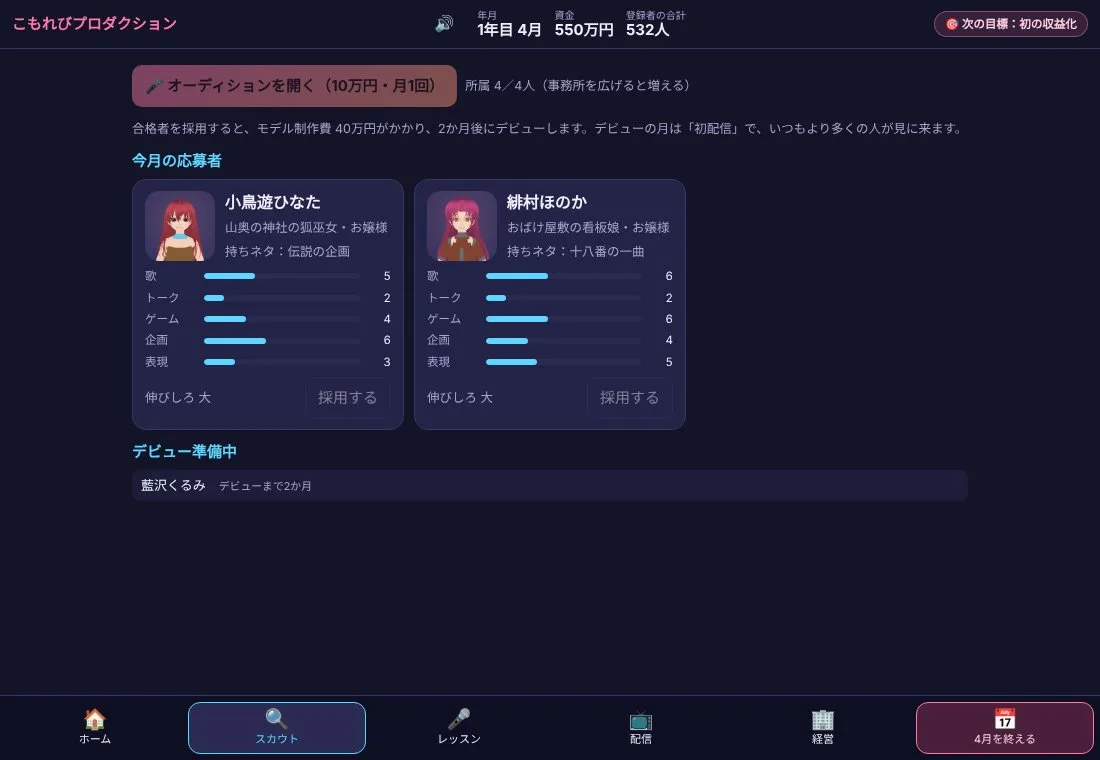 こもれびプロダクション
年月
1年目 4月
資金
550万円
登録者の合計
532人
次の目標：初の収益化
オーディションを開く（10万円・月1回）
所属 4／4人（事務所を広げると増える）
合格者を採用すると、モデル制作費 40万円がかかり、2か月後にデビューします。デビューの月は「初配信」で、いつもより多くの人が見に来ます。
今月の応募者
小鳥遊ひなた
山奥の神社の狐巫女・お嬢様
持ちネタ：伝説の企画
歌 5
トーク 2
ゲーム 4
企画 6
表現 3
伸びしろ 大
採用する
緋村ほのか
おばけ屋敷の看板娘・お嬢様
持ちネタ：十八番の一曲
歌 6
トーク 2
ゲーム 6
企画 4
表現 5
伸びしろ 大
採用する
デビュー準備中
藍沢くるみ デビューまで2か月
ホーム
スカウト
レッスン
配信
経営
17
4月を終える